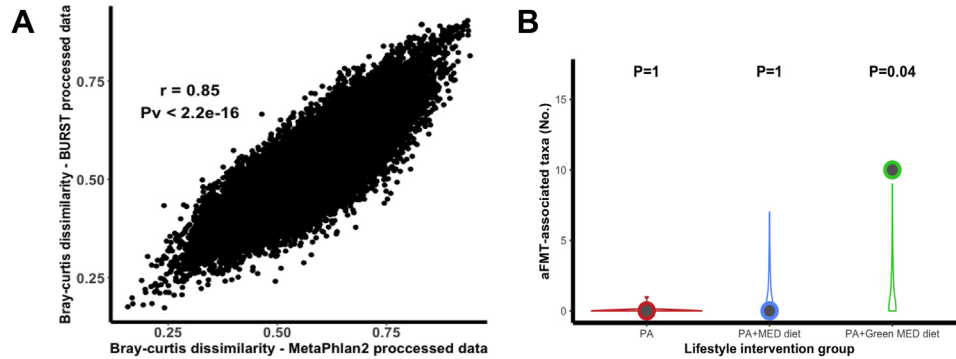 A
Bray-curtis dissimilarity - BURST proccessed data
0.75
0.50
0.25
r = 0.85
Pv < 2.2e-16
0.25
0.50
0.75
Bray-curtis dissimilarity - MetaPhlan2 proccessed data
B
aFMT-associated taxa (No.)
15
10
5
0
P=1
P=1
P=0.04
PA
PA+MED diet
PA+Green MED diet
Lifestyle intervention group